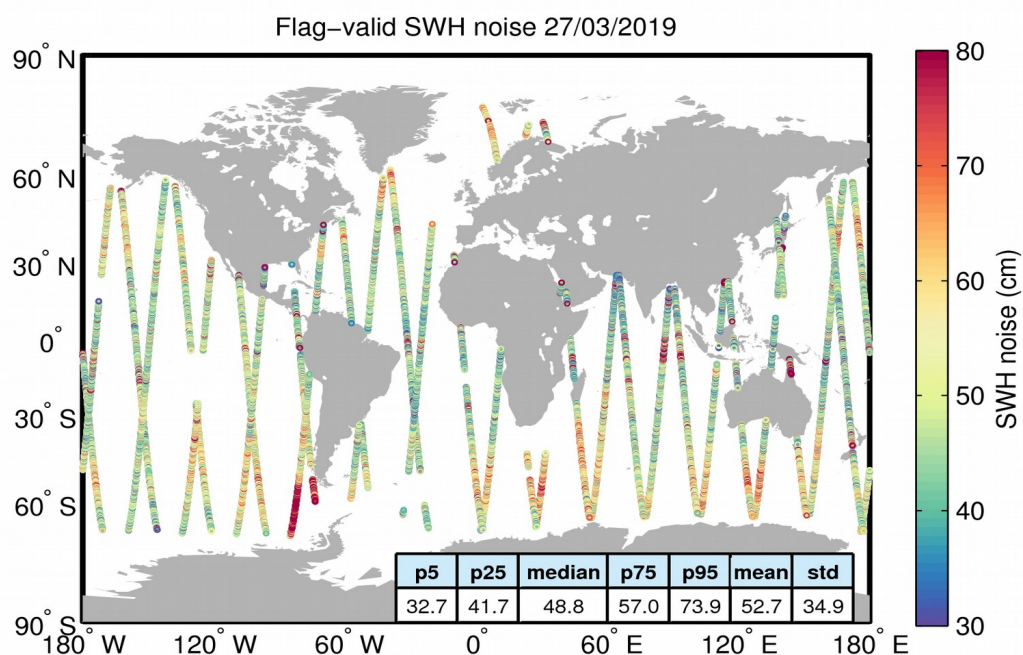 Flag−valid SWH noise 27/03/2019
90° N
60° N
30° N
0°
30° S
60° S
90° S
180° W
120° W
60° W
0°
60° E
120° E
180° E
80
70
60
50
40
30
SWH noise (cm)
p5 p25 median p75 p95 mean std
32.7 41.7 48.8 57.0 73.9 52.7 34.9